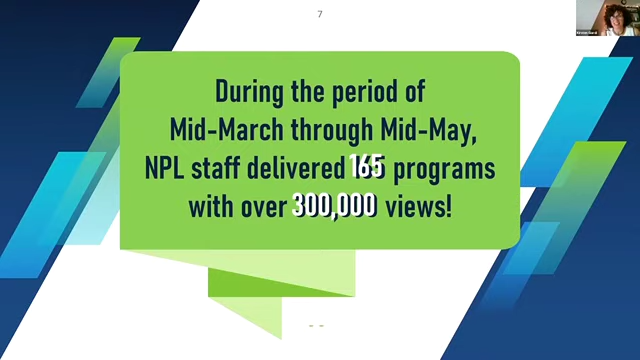 7
During the period of
Mid-March through Mid-May,
NPL staff delivered 165 programs
with over 300,000 views!